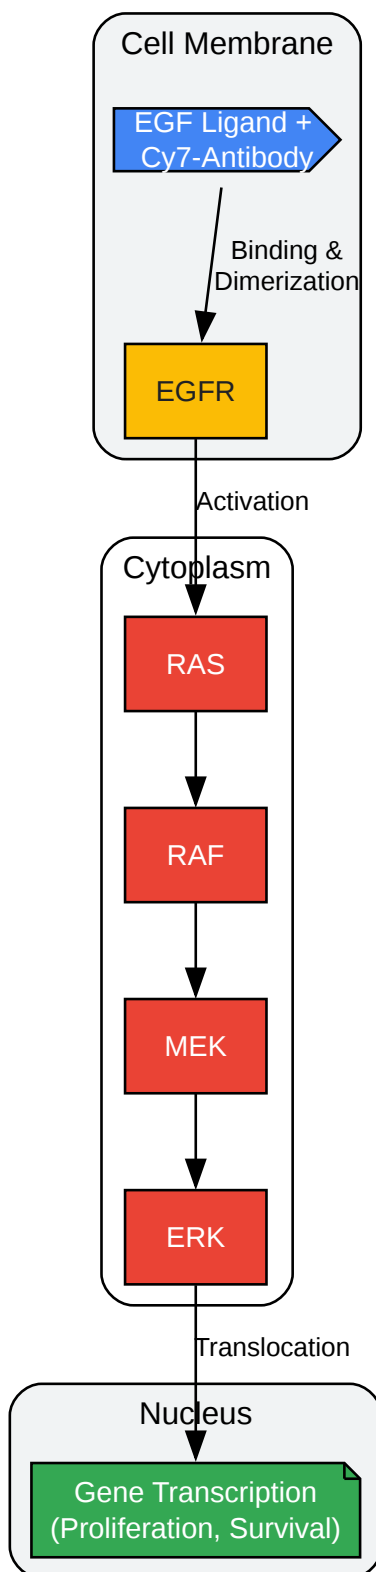 Cell Membrane
EGF Ligand +
Cy7-Antibody
Binding &
Dimerization
EGFR
Activation
Cytoplasm
RAS
RAF
MEK
ERK
Translocation
Nucleus
Gene Transcription
(Proliferation, Survival)